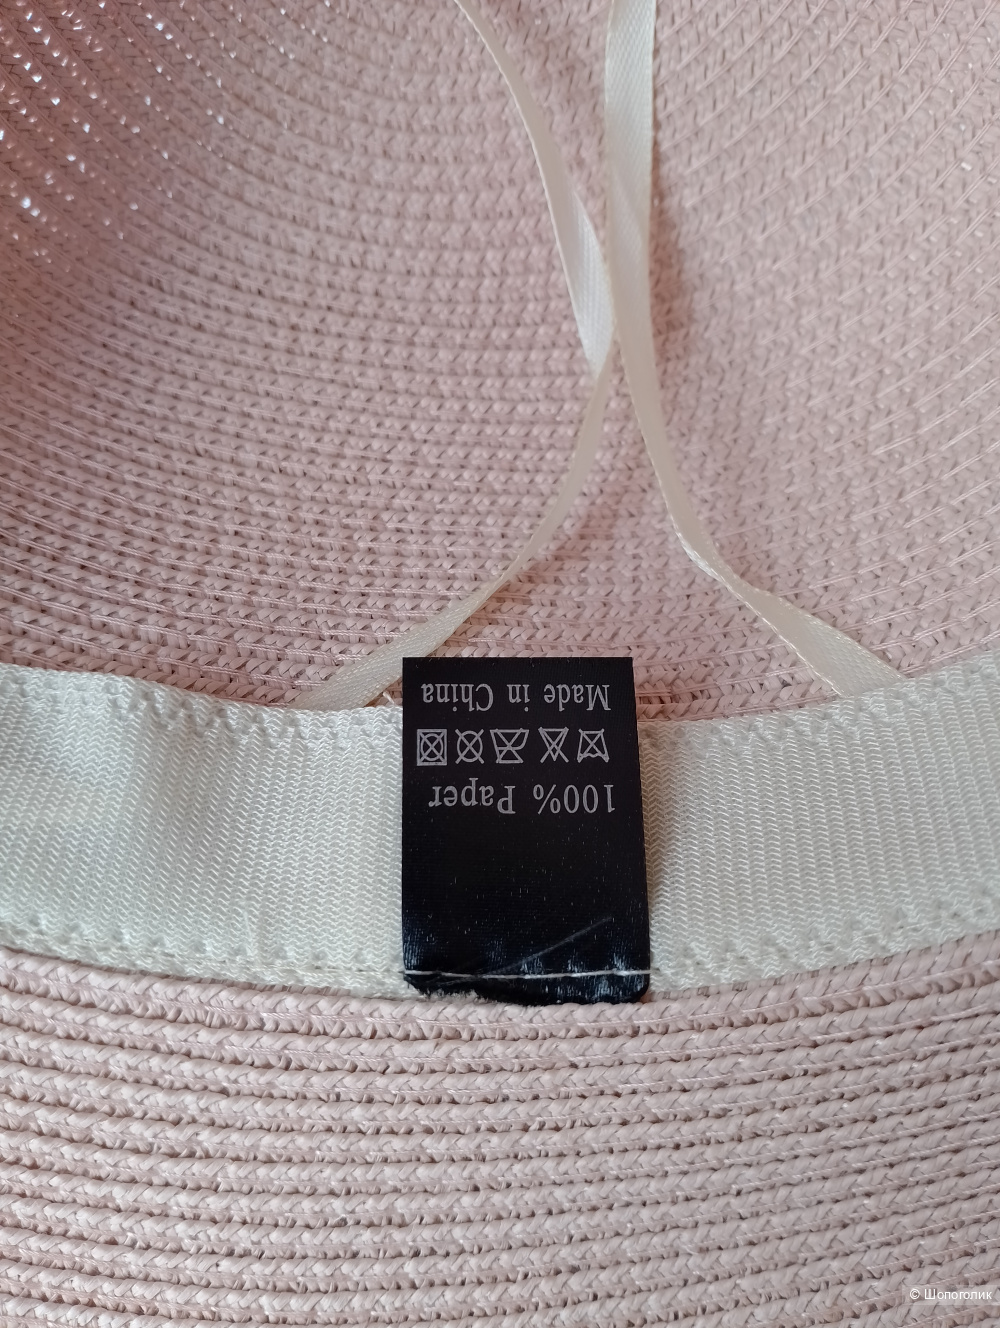 100% Paper
Made in China
© Шопоголик